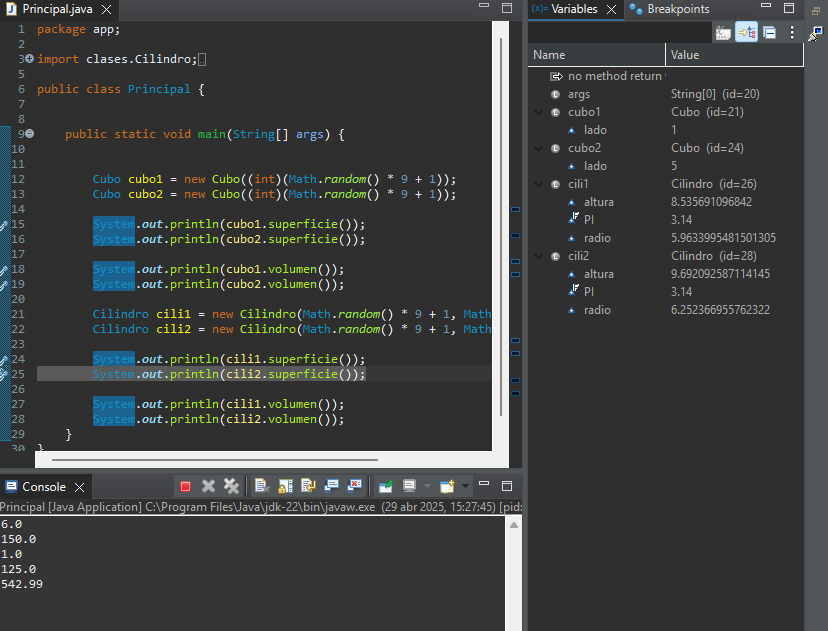 Principal.java
1 package app;
2
3 import clases.Cilindro;
5
6 public class Principal {
7
8
9 public static void main(String[] args) {
10
11
12 Cubo cubo1 = new Cubo((int)(Math.random() * 9 + 1));
13 Cubo cubo2 = new Cubo((int)(Math.random() * 9 + 1));
14
15 System.out.println(cubo1.superficie());
16 System.out.println(cubo2.superficie());
17
18 System.out.println(cubo1.volumen());
19 System.out.println(cubo2.volumen());
20
21 Cilindro cili1 = new Cilindro(Math.random() * 9 + 1, Math
22 Cilindro cili2 = new Cilindro(Math.random() * 9 + 1, Math
23
24 System.out.println(cili1.superficie());
25 System.out.println(cili2.superficie());
26
27 System.out.println(cili1.volumen());
28 System.out.println(cili2.volumen());
29 }
30 }
Console
Principal [Java Application] C:\Program Files\Java\jdk-22\bin\javaw.exe (29 abr 2025, 15:27:45) [pid:
6.0
150.0
1.0
125.0
542.99
(x)= Variables Breakpoints
Name Value
no method return
args String[0] (id=20)
cubo1 Cubo (id=21)
lado 1
cubo2 Cubo (id=24)
lado 5
cili1 Cilindro (id=26)
altura 8.535691096842
PI 3.14
radio 5.9633995481501305
cili2 Cilindro (id=28)
altura 9.692092587114145
PI 3.14
radio 6.252366955762322